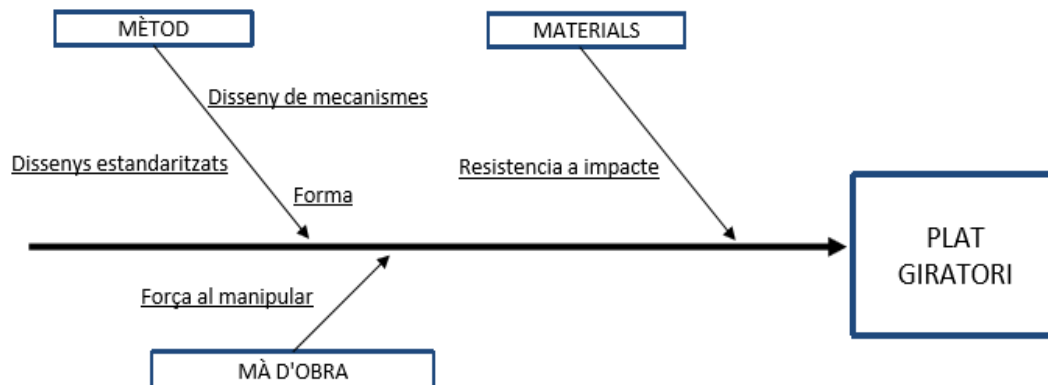 MÈTOD
MATERIALS
Disseny de mecanismes
Dissenys estandaritzats
Resistencia a impacte
Forma
PLAT
GIRATORI
Força al manipular
MÀ D'OBRA